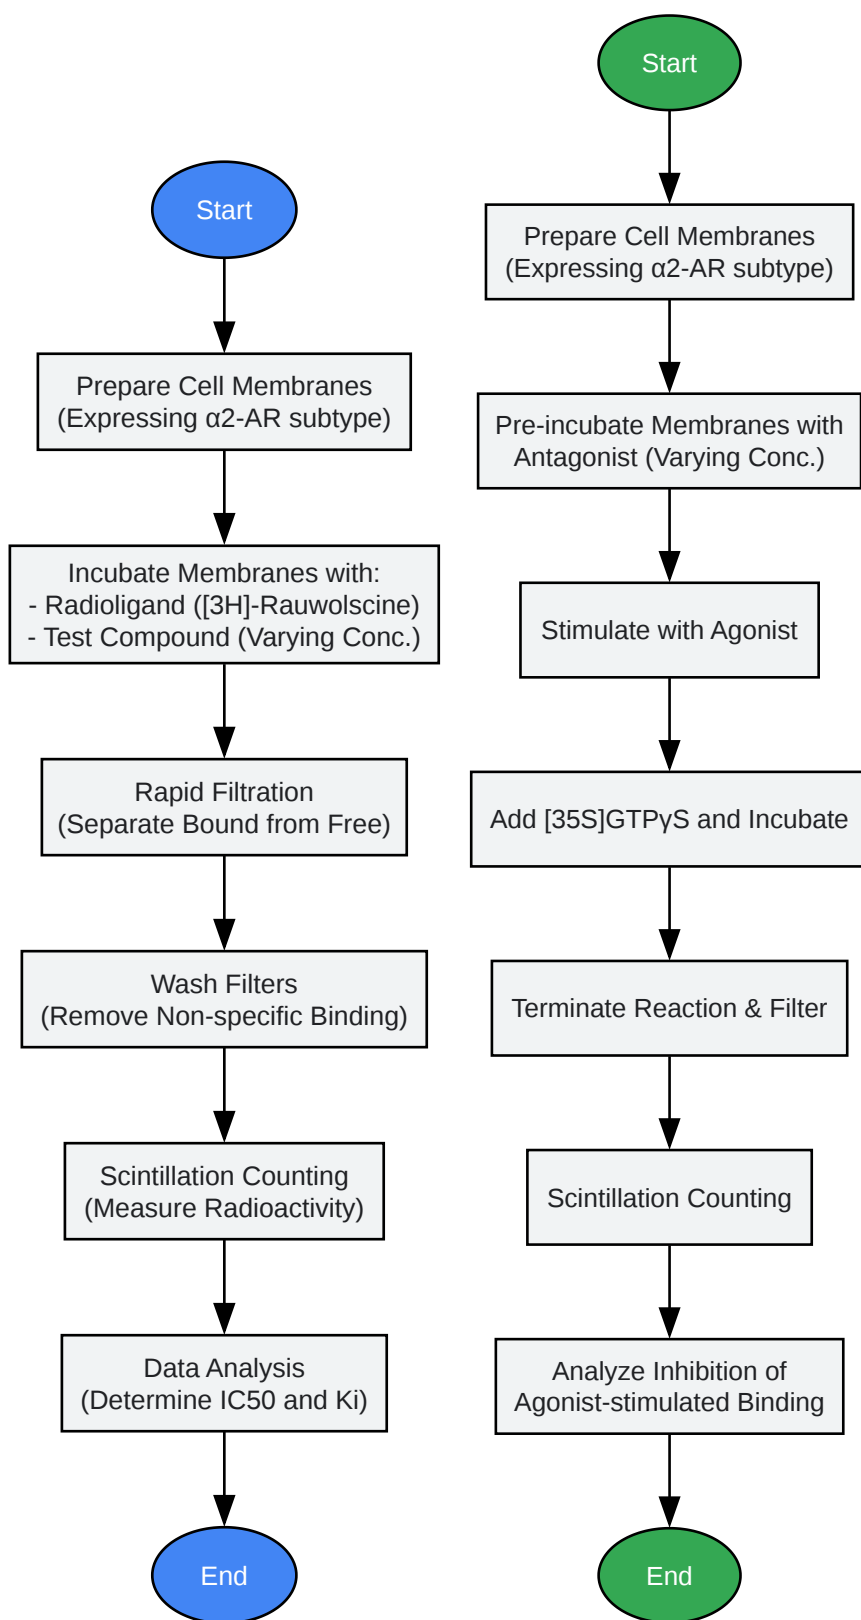 Start
Prepare Cell Membranes
(Expressing α2-AR subtype)
Incubate Membranes with:
- Radioligand ([3H]-Rauwolscine)
- Test Compound (Varying Conc.)
Rapid Filtration
(Separate Bound from Free)
Wash Filters
(Remove Non-specific Binding)
Scintillation Counting
(Measure Radioactivity)
Data Analysis
(Determine IC50 and Ki)
End
Start
Prepare Cell Membranes
(Expressing α2-AR subtype)
Pre-incubate Membranes with
Antagonist (Varying Conc.)
Stimulate with Agonist
Add [35S]GTPγS and Incubate
Terminate Reaction & Filter
Scintillation Counting
Analyze Inhibition of
Agonist-stimulated Binding
End